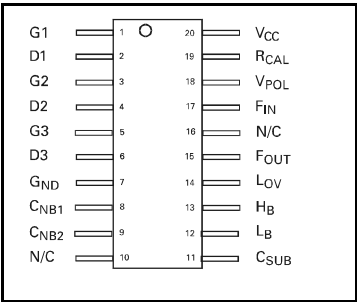 G1 1 20 VCC
D1 2 19 RCAL
G2 3 18 VPOL
D2 4 17 FIN
G3 5 16 N/C
D3 6 15 FOUT
GND 7 14 LOV
CNB1 8 13 HB
CNB2 9 12 LB
N/C 10 11 CSUB